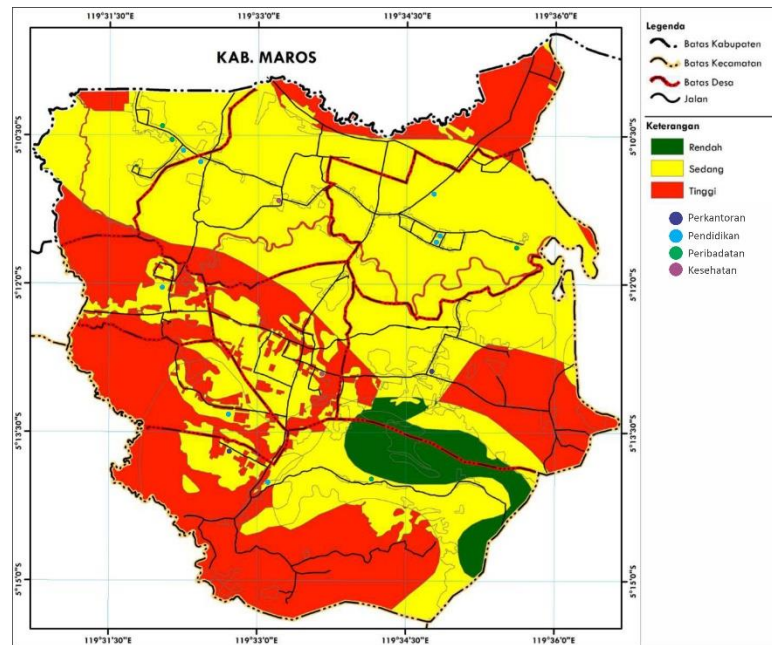 119°31'30"E 119°33'0"E 119°34'30"E 119°36'0"E
KAB. MAROS
5°10'30"S 5°10'30"S
5°12'0"S 5°12'0"S
5°13'30"S 5°13'30"S
5°15'0"S 5°15'0"S
119°31'30"E 119°33'0"E 119°34'30"E 119°36'0"E
Legenda
Batas Kabupaten
Batas Kecamatan
Batas Desa
Jalan
Keterangan
Rendah
Sedang
Tinggi
Perkantoran
Pendidikan
Peribadatan
Kesehatan